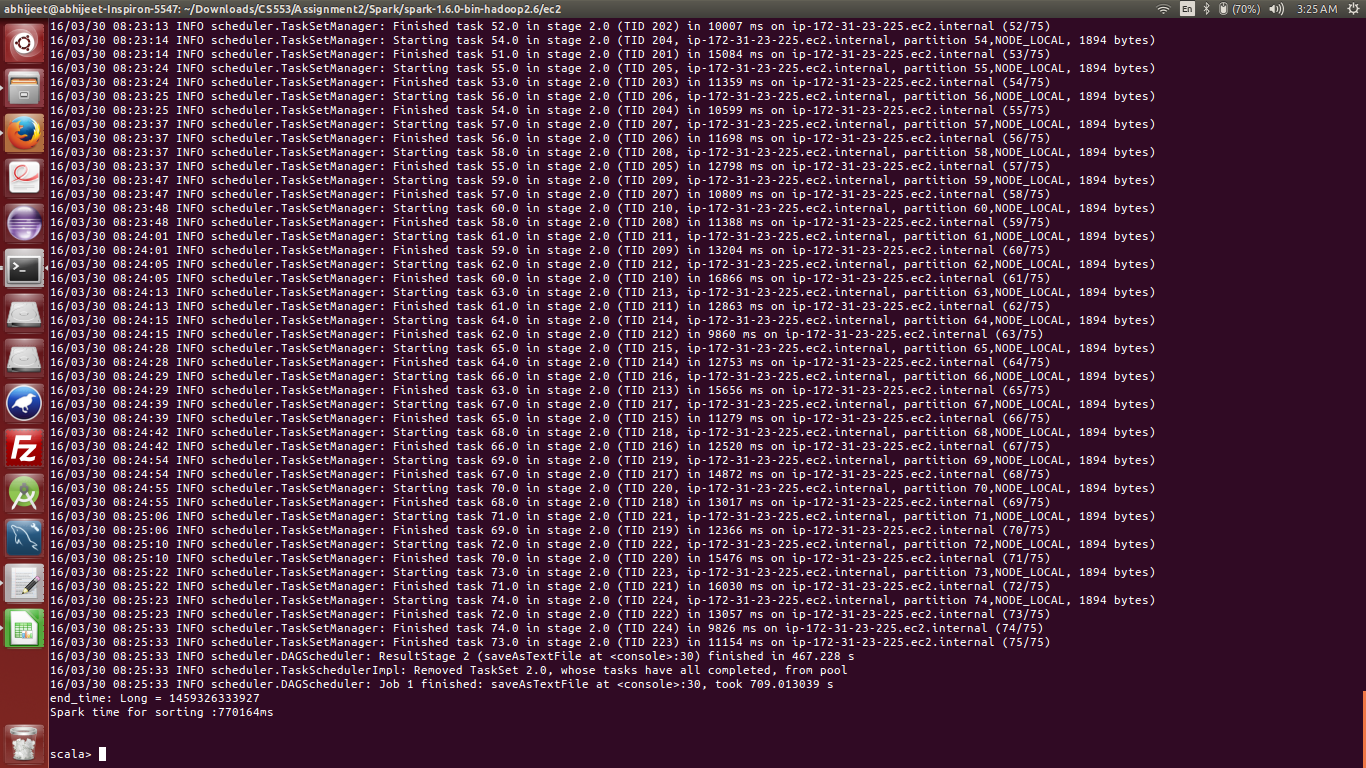 abhijeet@abhijeet-Inspiron-5547: ~/Downloads/CS553/Assignment2/Spark/spark-1.6.0-bin-hadoop2.6/ec2
En
(70%)
3:25 AM
16/03/30 08:23:13 INFO scheduler.TaskSetManager: Finished task 52.0 in stage 2.0 (TID 202) in 10007 ms on ip-172-31-23-225.ec2.internal (52/75)
16/03/30 08:23:14 INFO scheduler.TaskSetManager: Starting task 54.0 in stage 2.0 (TID 204, ip-172-31-23-225.ec2.internal, partition 54,NODE_LOCAL, 1894 bytes)
16/03/30 08:23:14 INFO scheduler.TaskSetManager: Finished task 51.0 in stage 2.0 (TID 201) in 15084 ms on ip-172-31-23-225.ec2.internal (53/75)
16/03/30 08:23:24 INFO scheduler.TaskSetManager: Starting task 55.0 in stage 2.0 (TID 205, ip-172-31-23-225.ec2.internal, partition 55,NODE_LOCAL, 1894 bytes)
16/03/30 08:23:24 INFO scheduler.TaskSetManager: Finished task 53.0 in stage 2.0 (TID 203) in 11359 ms on ip-172-31-23-225.ec2.internal (54/75)
16/03/30 08:23:25 INFO scheduler.TaskSetManager: Starting task 56.0 in stage 2.0 (TID 206, ip-172-31-23-225.ec2.internal, partition 56,NODE_LOCAL, 1894 bytes)
16/03/30 08:23:25 INFO scheduler.TaskSetManager: Finished task 54.0 in stage 2.0 (TID 204) in 10599 ms on ip-172-31-23-225.ec2.internal (55/75)
16/03/30 08:23:37 INFO scheduler.TaskSetManager: Starting task 57.0 in stage 2.0 (TID 207, ip-172-31-23-225.ec2.internal, partition 57,NODE_LOCAL, 1894 bytes)
16/03/30 08:23:37 INFO scheduler.TaskSetManager: Finished task 56.0 in stage 2.0 (TID 206) in 11698 ms on ip-172-31-23-225.ec2.internal (56/75)
16/03/30 08:23:37 INFO scheduler.TaskSetManager: Starting task 58.0 in stage 2.0 (TID 208, ip-172-31-23-225.ec2.internal, partition 58,NODE_LOCAL, 1894 bytes)
16/03/30 08:23:37 INFO scheduler.TaskSetManager: Finished task 55.0 in stage 2.0 (TID 205) in 12798 ms on ip-172-31-23-225.ec2.internal (57/75)
16/03/30 08:23:47 INFO scheduler.TaskSetManager: Starting task 59.0 in stage 2.0 (TID 209, ip-172-31-23-225.ec2.internal, partition 59,NODE_LOCAL, 1894 bytes)
16/03/30 08:23:47 INFO scheduler.TaskSetManager: Finished task 57.0 in stage 2.0 (TID 207) in 10809 ms on ip-172-31-23-225.ec2.internal (58/75)
16/03/30 08:23:48 INFO scheduler.TaskSetManager: Starting task 60.0 in stage 2.0 (TID 210, ip-172-31-23-225.ec2.internal, partition 60,NODE_LOCAL, 1894 bytes)
16/03/30 08:23:48 INFO scheduler.TaskSetManager: Finished task 58.0 in stage 2.0 (TID 208) in 11388 ms on ip-172-31-23-225.ec2.internal (59/75)
16/03/30 08:24:01 INFO scheduler.TaskSetManager: Starting task 61.0 in stage 2.0 (TID 211, ip-172-31-23-225.ec2.internal, partition 61,NODE_LOCAL, 1894 bytes)
16/03/30 08:24:01 INFO scheduler.TaskSetManager: Finished task 59.0 in stage 2.0 (TID 209) in 13204 ms on ip-172-31-23-225.ec2.internal (60/75)
16/03/30 08:24:05 INFO scheduler.TaskSetManager: Starting task 62.0 in stage 2.0 (TID 212, ip-172-31-23-225.ec2.internal, partition 62,NODE_LOCAL, 1894 bytes)
16/03/30 08:24:05 INFO scheduler.TaskSetManager: Finished task 60.0 in stage 2.0 (TID 210) in 16866 ms on ip-172-31-23-225.ec2.internal (61/75)
16/03/30 08:24:13 INFO scheduler.TaskSetManager: Starting task 63.0 in stage 2.0 (TID 213, ip-172-31-23-225.ec2.internal, partition 63,NODE_LOCAL, 1894 bytes)
16/03/30 08:24:13 INFO scheduler.TaskSetManager: Finished task 61.0 in stage 2.0 (TID 211) in 12863 ms on ip-172-31-23-225.ec2.internal (62/75)
16/03/30 08:24:15 INFO scheduler.TaskSetManager: Starting task 64.0 in stage 2.0 (TID 214, ip-172-31-23-225.ec2.internal, partition 64,NODE_LOCAL, 1894 bytes)
16/03/30 08:24:15 INFO scheduler.TaskSetManager: Finished task 62.0 in stage 2.0 (TID 212) in 9860 ms on ip-172-31-23-225.ec2.internal (63/75)
16/03/30 08:24:28 INFO scheduler.TaskSetManager: Starting task 65.0 in stage 2.0 (TID 215, ip-172-31-23-225.ec2.internal, partition 65,NODE_LOCAL, 1894 bytes)
16/03/30 08:24:28 INFO scheduler.TaskSetManager: Finished task 64.0 in stage 2.0 (TID 214) in 12753 ms on ip-172-31-23-225.ec2.internal (64/75)
16/03/30 08:24:29 INFO scheduler.TaskSetManager: Starting task 66.0 in stage 2.0 (TID 216, ip-172-31-23-225.ec2.internal, partition 66,NODE_LOCAL, 1894 bytes)
16/03/30 08:24:29 INFO scheduler.TaskSetManager: Finished task 63.0 in stage 2.0 (TID 213) in 15656 ms on ip-172-31-23-225.ec2.internal (65/75)
16/03/30 08:24:39 INFO scheduler.TaskSetManager: Starting task 67.0 in stage 2.0 (TID 217, ip-172-31-23-225.ec2.internal, partition 67,NODE_LOCAL, 1894 bytes)
16/03/30 08:24:39 INFO scheduler.TaskSetManager: Finished task 65.0 in stage 2.0 (TID 215) in 11279 ms on ip-172-31-23-225.ec2.internal (66/75)
16/03/30 08:24:42 INFO scheduler.TaskSetManager: Starting task 68.0 in stage 2.0 (TID 218, ip-172-31-23-225.ec2.internal, partition 68,NODE_LOCAL, 1894 bytes)
16/03/30 08:24:42 INFO scheduler.TaskSetManager: Finished task 66.0 in stage 2.0 (TID 216) in 12520 ms on ip-172-31-23-225.ec2.internal (67/75)
16/03/30 08:24:54 INFO scheduler.TaskSetManager: Starting task 69.0 in stage 2.0 (TID 219, ip-172-31-23-225.ec2.internal, partition 69,NODE_LOCAL, 1894 bytes)
16/03/30 08:24:54 INFO scheduler.TaskSetManager: Finished task 67.0 in stage 2.0 (TID 217) in 14872 ms on ip-172-31-23-225.ec2.internal (68/75)
16/03/30 08:24:55 INFO scheduler.TaskSetManager: Starting task 70.0 in stage 2.0 (TID 220, ip-172-31-23-225.ec2.internal, partition 70,NODE_LOCAL, 1894 bytes)
16/03/30 08:24:55 INFO scheduler.TaskSetManager: Finished task 68.0 in stage 2.0 (TID 218) in 13017 ms on ip-172-31-23-225.ec2.internal (69/75)
16/03/30 08:25:06 INFO scheduler.TaskSetManager: Starting task 71.0 in stage 2.0 (TID 221, ip-172-31-23-225.ec2.internal, partition 71,NODE_LOCAL, 1894 bytes)
16/03/30 08:25:06 INFO scheduler.TaskSetManager: Finished task 69.0 in stage 2.0 (TID 219) in 12366 ms on ip-172-31-23-225.ec2.internal (70/75)
16/03/30 08:25:10 INFO scheduler.TaskSetManager: Starting task 72.0 in stage 2.0 (TID 222, ip-172-31-23-225.ec2.internal, partition 72,NODE_LOCAL, 1894 bytes)
16/03/30 08:25:10 INFO scheduler.TaskSetManager: Finished task 70.0 in stage 2.0 (TID 220) in 15476 ms on ip-172-31-23-225.ec2.internal (71/75)
16/03/30 08:25:22 INFO scheduler.TaskSetManager: Starting task 73.0 in stage 2.0 (TID 223, ip-172-31-23-225.ec2.internal, partition 73,NODE_LOCAL, 1894 bytes)
16/03/30 08:25:22 INFO scheduler.TaskSetManager: Finished task 71.0 in stage 2.0 (TID 221) in 16030 ms on ip-172-31-23-225.ec2.internal (72/75)
16/03/30 08:25:23 INFO scheduler.TaskSetManager: Starting task 74.0 in stage 2.0 (TID 224, ip-172-31-23-225.ec2.internal, partition 74,NODE_LOCAL, 1894 bytes)
16/03/30 08:25:23 INFO scheduler.TaskSetManager: Finished task 72.0 in stage 2.0 (TID 222) in 13057 ms on ip-172-31-23-225.ec2.internal (73/75)
16/03/30 08:25:33 INFO scheduler.TaskSetManager: Finished task 74.0 in stage 2.0 (TID 224) in 9826 ms on ip-172-31-23-225.ec2.internal (74/75)
16/03/30 08:25:33 INFO scheduler.TaskSetManager: Finished task 73.0 in stage 2.0 (TID 223) in 11154 ms on ip-172-31-23-225.ec2.internal (75/75)
16/03/30 08:25:33 INFO scheduler.DAGScheduler: ResultStage 2 (saveAsTextFile at <console>:30) finished in 467.228 s
16/03/30 08:25:33 INFO scheduler.TaskSchedulerImpl: Removed TaskSet 2.0, whose tasks have all completed, from pool
16/03/30 08:25:33 INFO scheduler.DAGScheduler: Job 1 finished: saveAsTextFile at <console>:30, took 709.013039 s
end_time: Long = 1459326333927
Spark time for sorting :770164ms
scala>